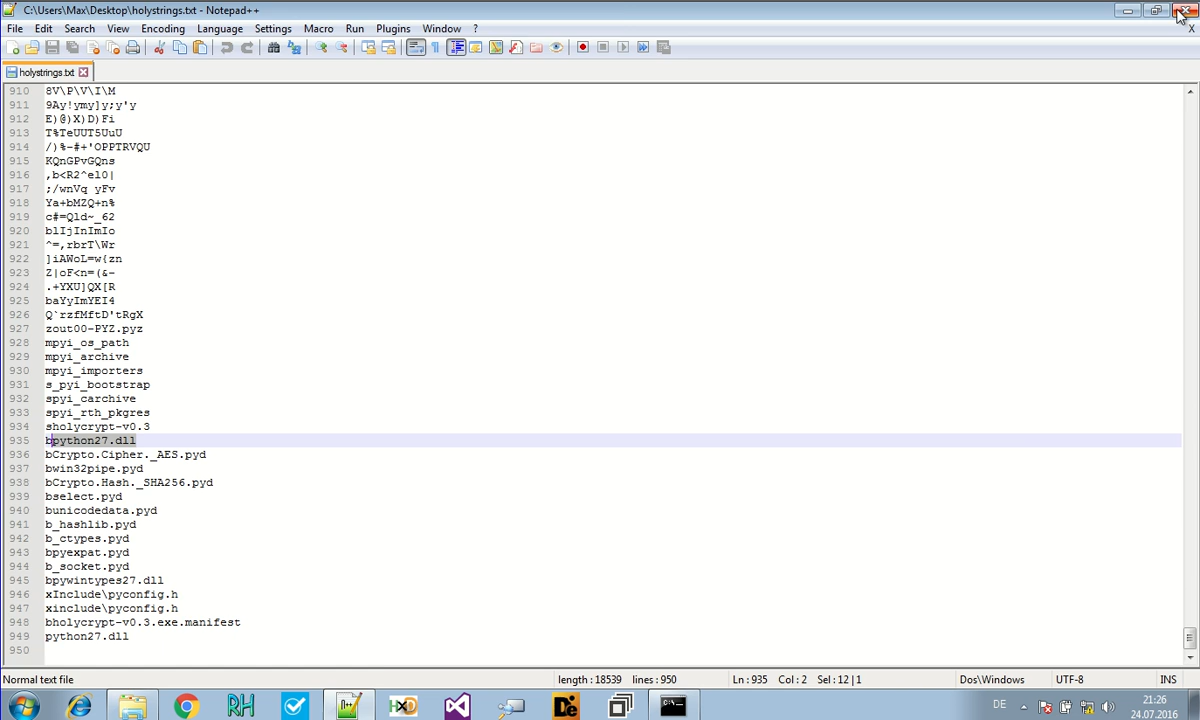 C:\Users\Max\Desktop\holystrings.txt - Notepad++
File Edit Search View Encoding Language Settings Macro Run Plugins Window ? X
holystrings.txt
910 8V\P\V\I\M
911 9Ay!ymy]y;y'y
912 E)@)X)D)Fi
913 T%TeUUT5UuU
914 /)%-#+'OPPTRVQU
915 KQnGPvGQns
916 ,b<R2^el0|
917 ;/wnVq yFv
918 Ya+bMZQ+n%
919 c#=Qld~_62
920 blIjInImIo
921 ^=,rbrT\Wr
922 ]iAWoL=w{zn
923 Z|oF<n=(&-
924 .+YXU]QX[R
925 baYyImYEI4
926 Q`rzfMftD'tRgX
927 zout00-PYZ.pyz
928 mpyi_os_path
929 mpyi_archive
930 mpyi_importers
931 s_pyi_bootstrap
932 spyi_carchive
933 spyi_rth_pkgres
934 sholycrypt-v0.3
935 bpython27.dll
936 bCrypto.Cipher._AES.pyd
937 bwin32pipe.pyd
938 bCrypto.Hash._SHA256.pyd
939 bselect.pyd
940 bunicodedata.pyd
941 b_hashlib.pyd
942 b_ctypes.pyd
943 bpyexpat.pyd
944 b_socket.pyd
945 bpywintypes27.dll
946 xInclude\pyconfig.h
947 xinclude\pyconfig.h
948 bholycrypt-v0.3.exe.manifest
949 python27.dll
950
Normal text file length : 18539 lines : 950 Ln : 935 Col : 2 Sel : 12 | 1 Dos\Windows UTF-8 INS
DE 21:26
24.07.2016